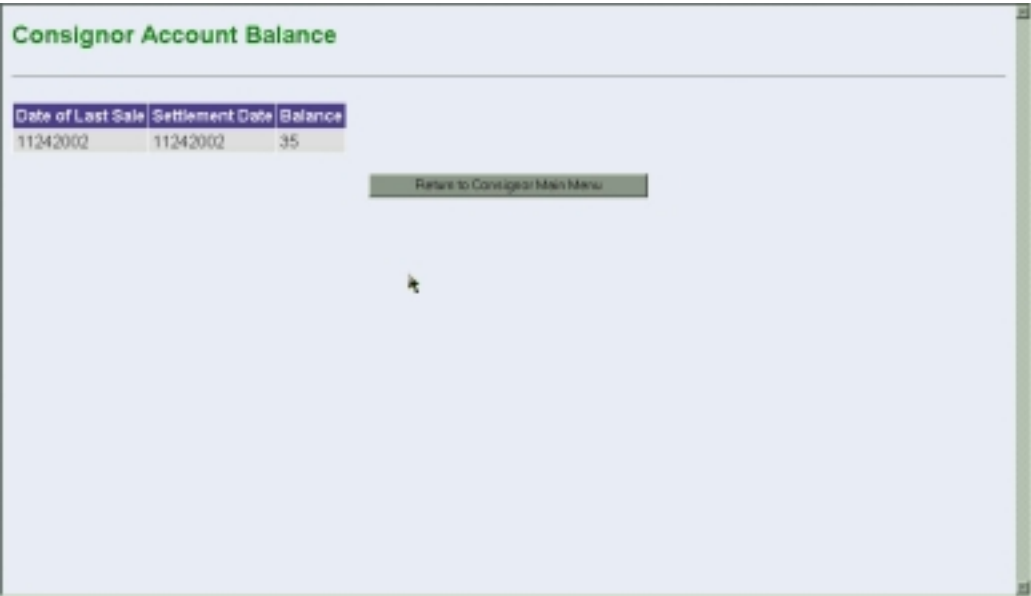 Consignor Account Balance
Date of Last Sale Settlement Date Balance
11242002 11242002 35
Return to Consignor Main Menu